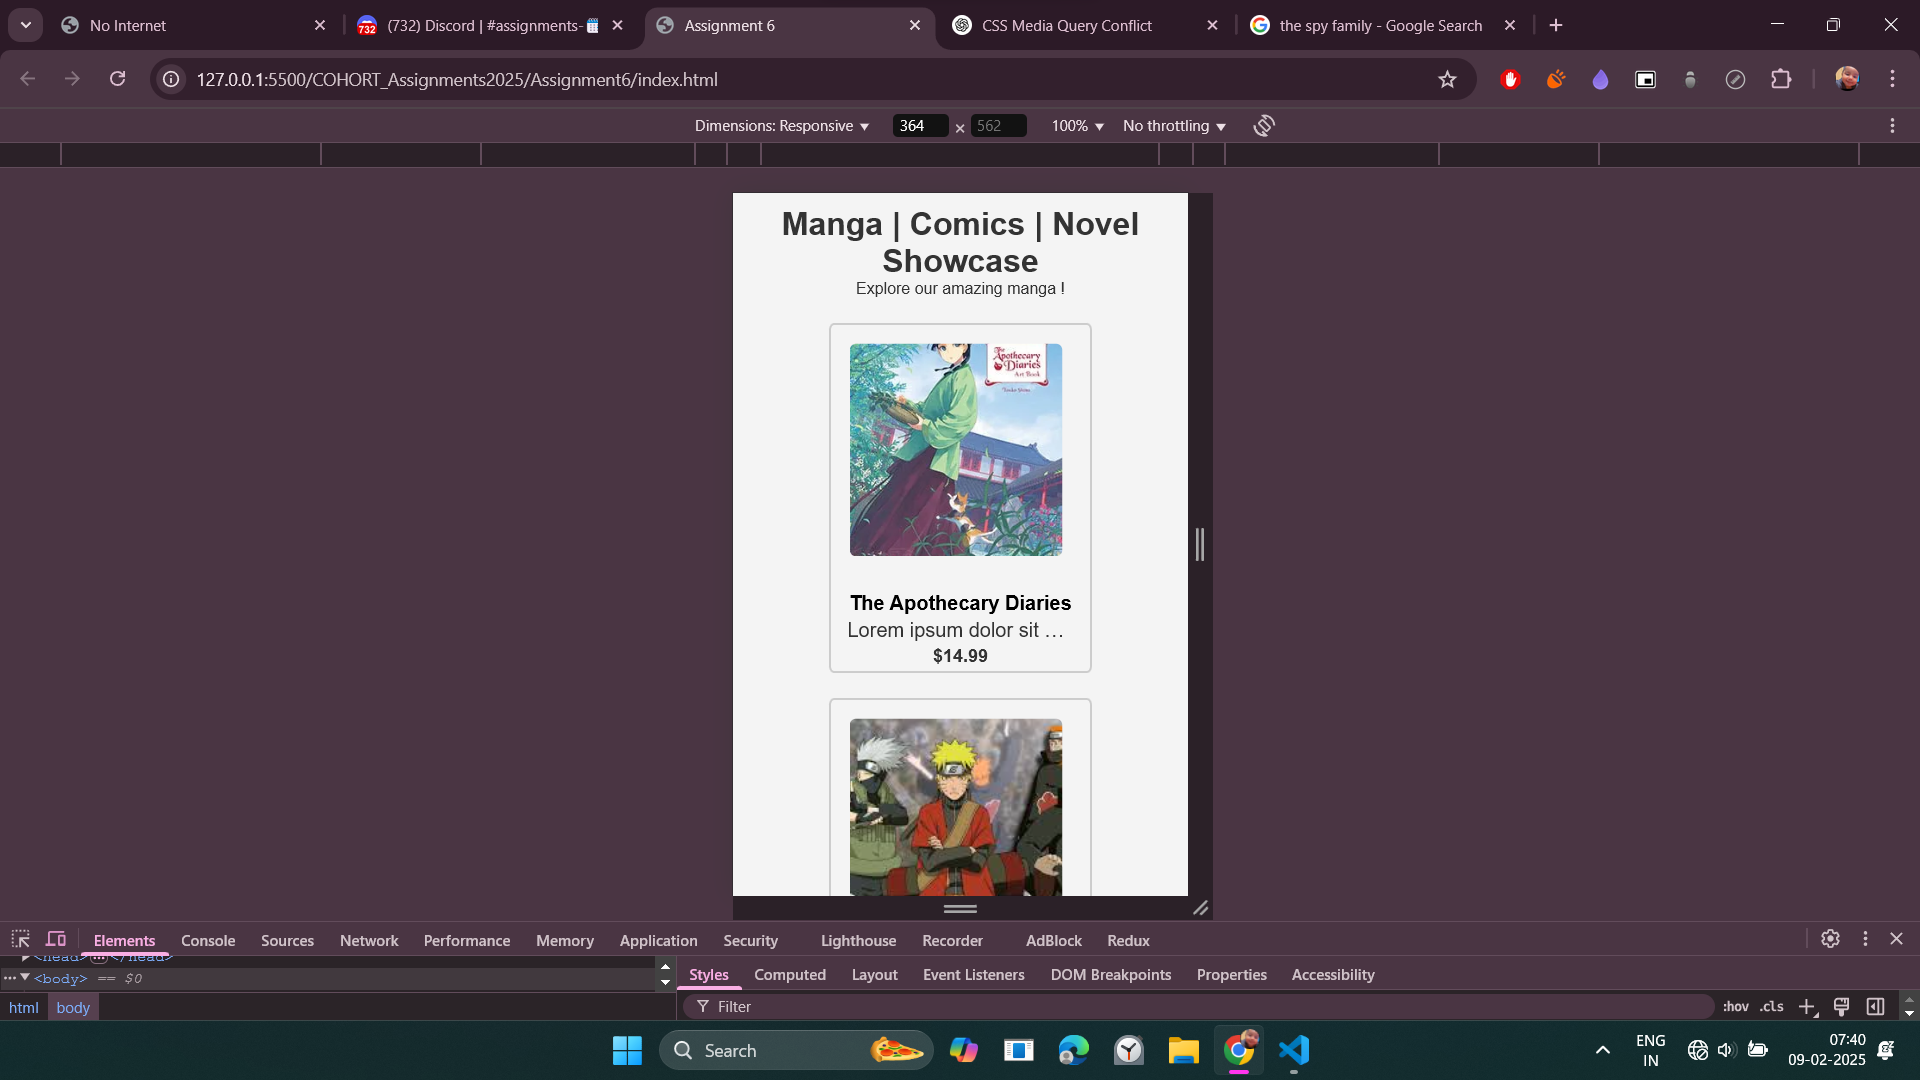 No Internet
732
(732) Discord | #assignments-
Assignment 6
CSS Media Query Conflict
the spy family - Google Search
127.0.0.1:5500/COHORT_Assignments2025/Assignment6/index.html
Dimensions: Responsive
364
×
562
100%
No throttling
Manga | Comics | Novel
Showcase
Explore our amazing manga !
The
Apothecary
Diaries
Art Book
The Apothecary Diaries
Lorem ipsum dolor sit …
$14.99
Elements
Console
Sources
Network
Performance
Memory
Application
Security
Lighthouse
Recorder
AdBlock
Redux
<head> … </head>
<body> == $0
Styles
Computed
Layout
Event Listeners
DOM Breakpoints
Properties
Accessibility
html
body
Filter
:hov
.cls
Search
ENG
IN
07:40
09-02-2025